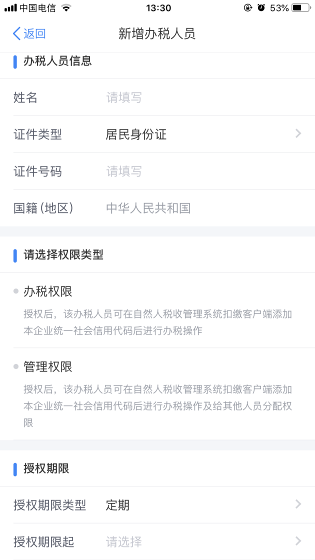 中国电信 13:30 53%
返回 新增办税人员
办税人员信息
姓名 请填写
证件类型 居民身份证
证件号码 请填写
国籍(地区) 中华人民共和国
请选择权限类型
办税权限
授权后，该办税人员可在自然人税收管理系统扣缴客户端添加
本企业统一社会信用代码后进行办税操作
管理权限
授权后，该办税人员可在自然人税收管理系统扣缴客户端添加
本企业统一社会信用代码后进行办税操作及给其他人员分配权
限
授权期限
授权期限类型 定期
授权期限起 请选择